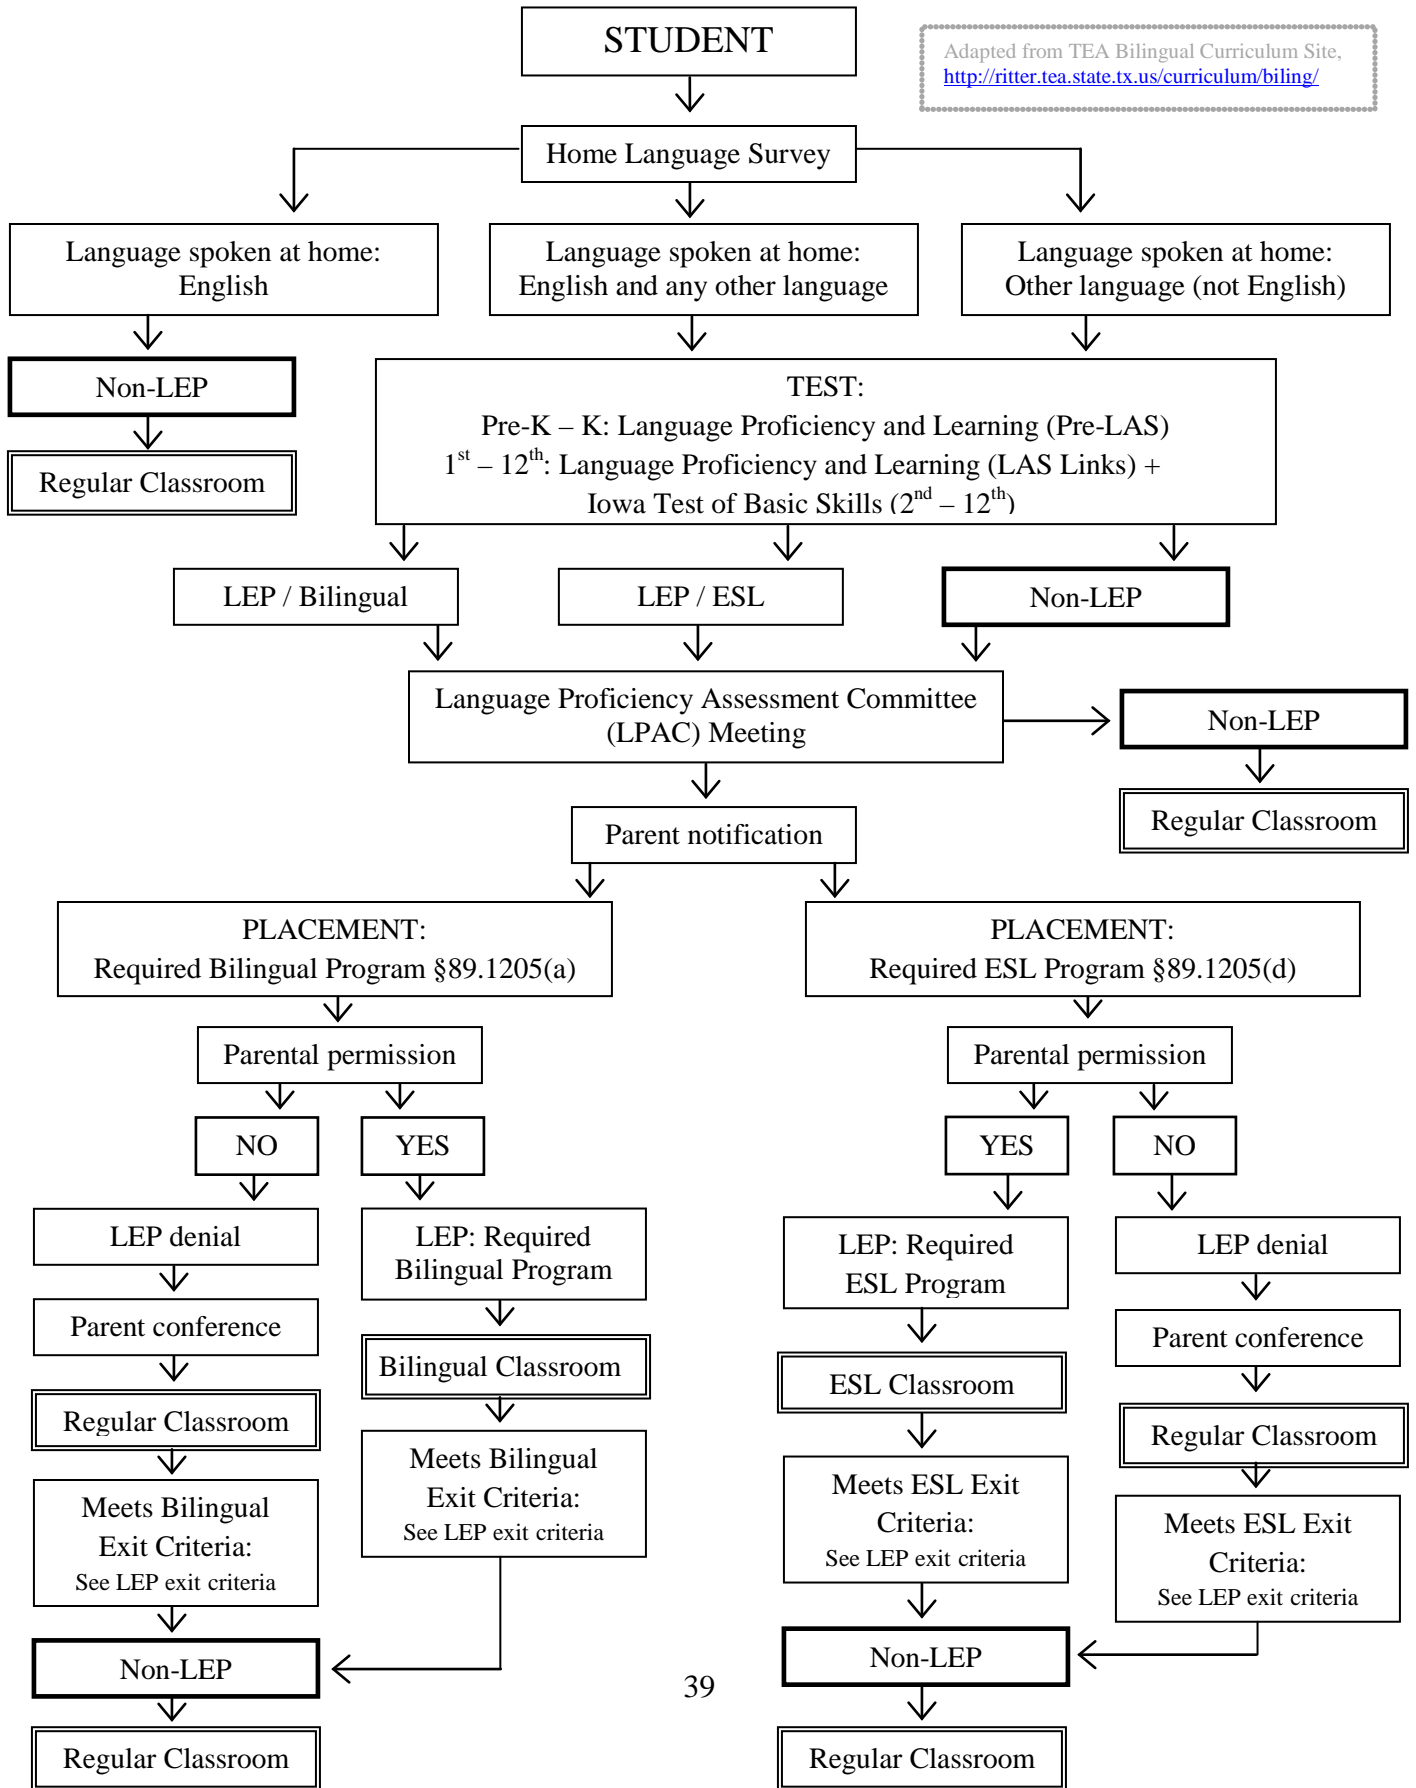 STUDENT
Adapted from TEA Bilingual Curriculum Site,
http://ritter.tea.state.tx.us/curriculum/biling/
Home Language Survey
Language spoken at home:
English
Language spoken at home:
English and any other language
Language spoken at home:
Other language (not English)
Non-LEP
Regular Classroom
TEST:
Pre-K – K: Language Proficiency and Learning (Pre-LAS)
1st – 12th: Language Proficiency and Learning (LAS Links) +
Iowa Test of Basic Skills (2nd – 12th)
LEP / Bilingual
LEP / ESL
Non-LEP
Language Proficiency Assessment Committee
(LPAC) Meeting
Non-LEP
Regular Classroom
Parent notification
PLACEMENT:
Required Bilingual Program §89.1205(a)
PLACEMENT:
Required ESL Program §89.1205(d)
Parental permission
NO
YES
LEP denial
Parent conference
Regular Classroom
Meets Bilingual
Exit Criteria:
See LEP exit criteria
LEP: Required
Bilingual Program
Bilingual Classroom
Meets Bilingual
Exit Criteria:
See LEP exit criteria
Non-LEP
Regular Classroom
Parental permission
YES
NO
LEP: Required
ESL Program
ESL Classroom
Meets ESL Exit
Criteria:
See LEP exit criteria
LEP denial
Parent conference
Regular Classroom
Meets ESL Exit
Criteria:
See LEP exit criteria
Non-LEP
Regular Classroom
39